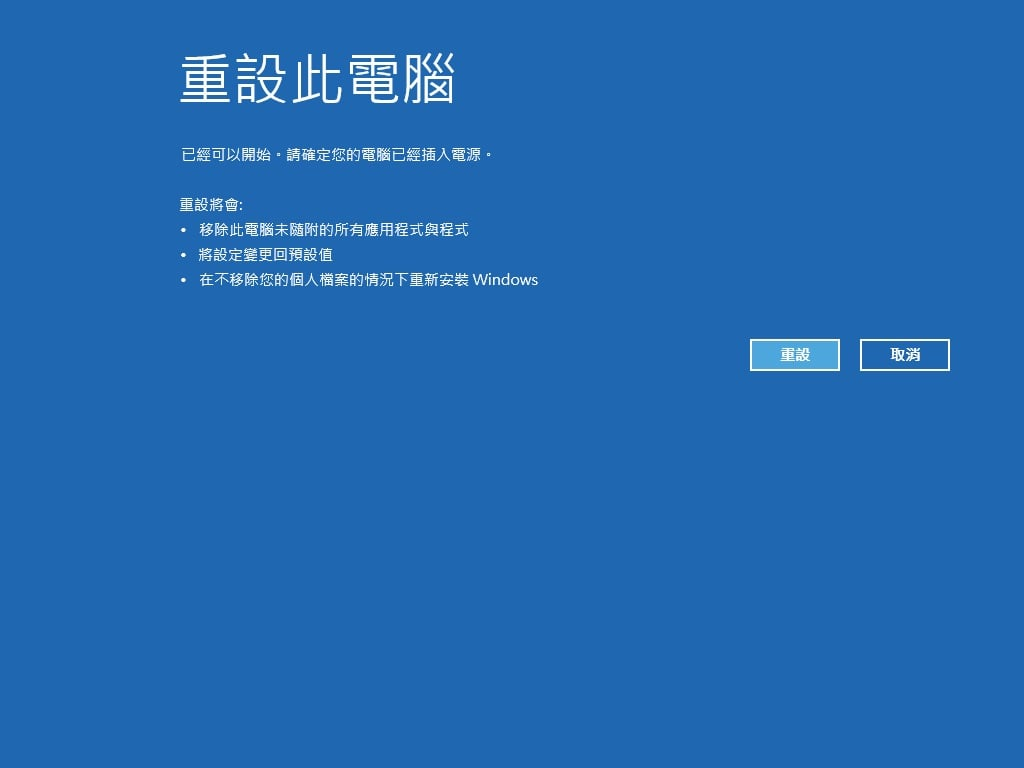 重設此電腦
已經可以開始。請確定您的電腦已經插入電源。
重設將會:
• 移除此電腦未隨附的所有應用程式與程式
• 將設定變更回預設值
• 在不移除您的個人檔案的情況下重新安裝 Windows
重設 取消